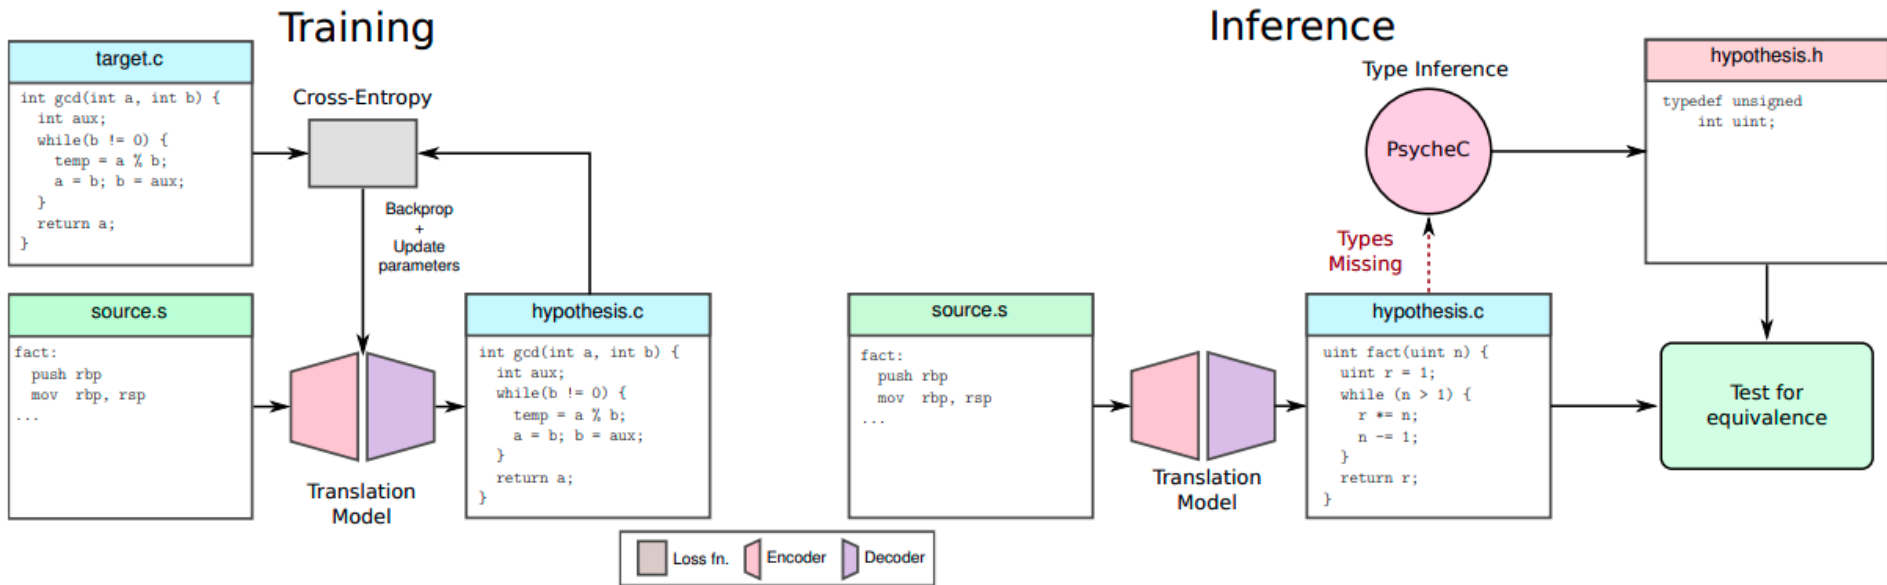 Training
target.c
int gcd(int a, int b) {
int aux;
while(b != 0) {
temp = a % b;
a = b; b = aux;
}
return a;
}
Cross-Entropy
Backprop
+
Update
parameters
source.s
fact:
push rbp
mov rbp, rsp
...
Translation
Model
hypothesis.c
int gcd(int a, int b) {
int aux;
while(b != 0) {
temp = a % b;
a = b; b = aux;
}
return a;
}
Inference
Type Inference
PsycheC
Types
Missing
hypothesis.h
typedef unsigned
int uint;
source.s
fact:
push rbp
mov rbp, rsp
...
Translation
Model
hypothesis.c
uint fact(uint n) {
uint r = 1;
while (n > 1) {
r *= n;
n -= 1;
}
return r;
}
Test for
equivalence
Loss fn.
Encoder
Decoder